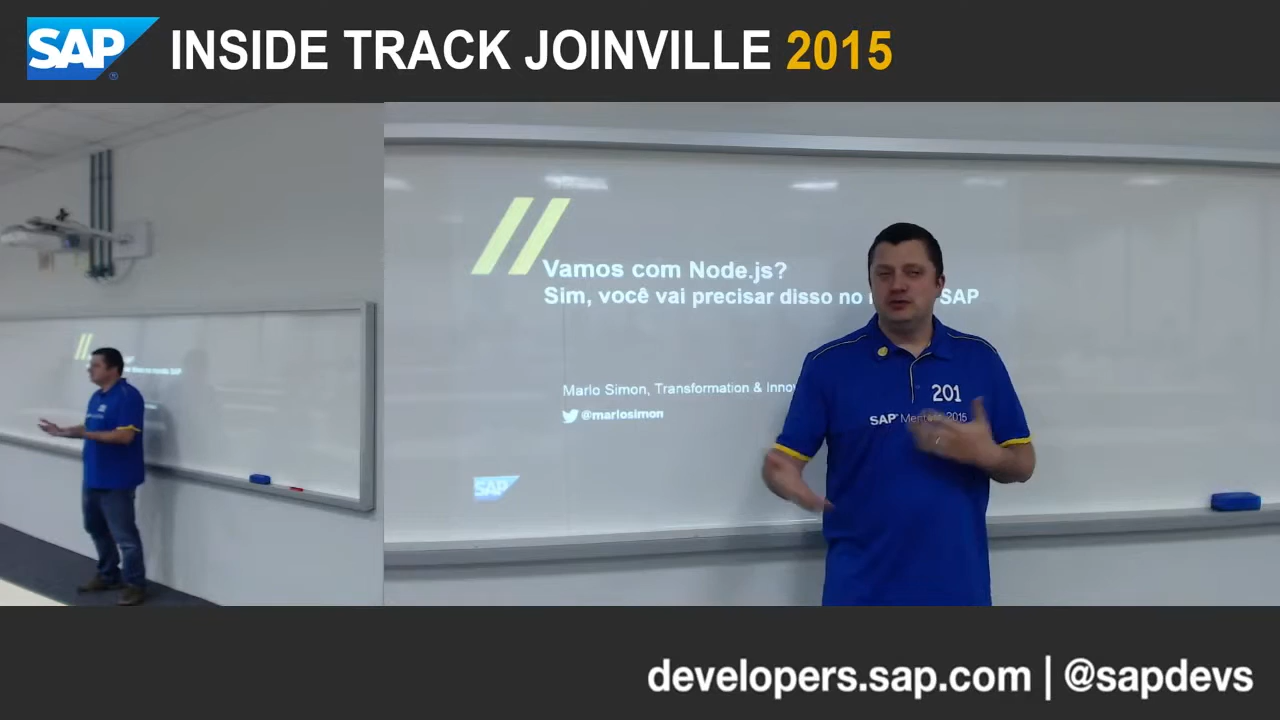 SAP INSIDE TRACK JOINVILLE 2015
Vamos com Node.js?
Sim, você vai precisar disso no SAP
Marlo Simon, Transformation &
@marlosimon
SAP
201
SAP 2015
developers.sap.com | @sapdevs